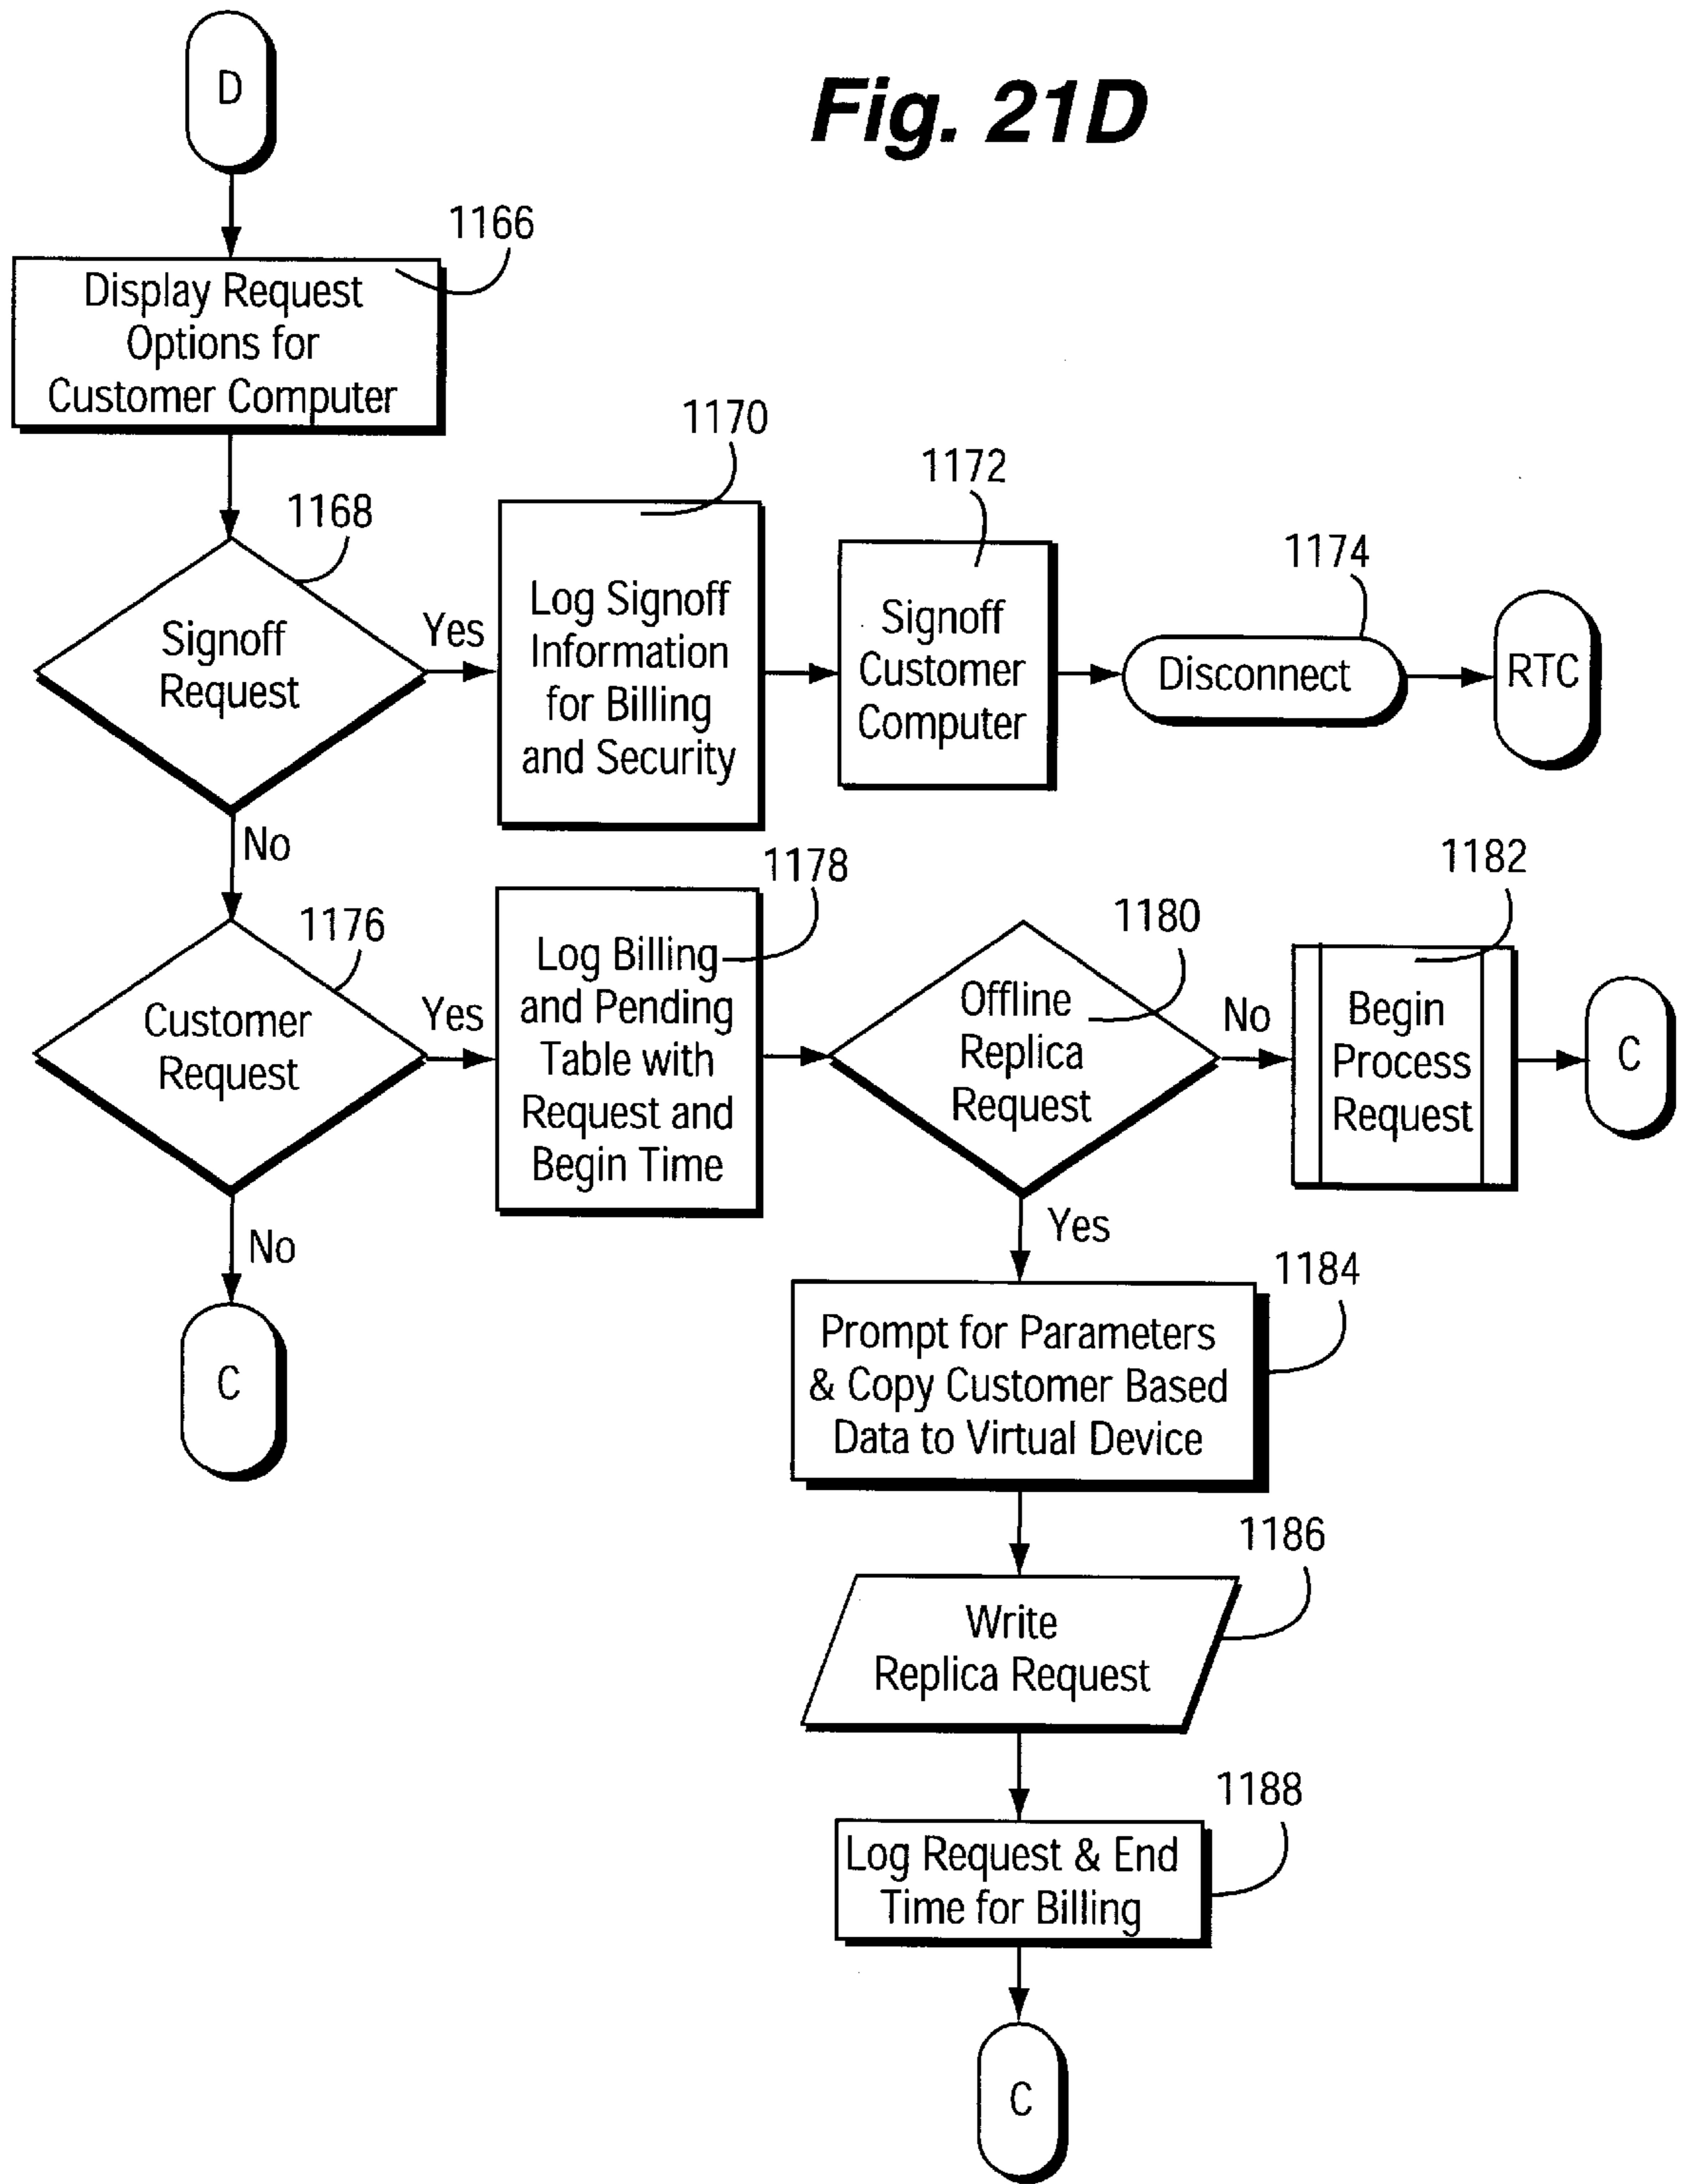 D
Fig. 21D
1166
Display Request
Options for
Customer Computer
1168
Signoff
Request
Yes
No
1170
Log Signoff
Information
for Billing
and Security
1172
Signoff
Customer
Computer
1174
Disconnect
RTC
1176
Customer
Request
Yes
No
C
1178
Log Billing
and Pending
Table with
Request and
Begin Time
1180
Offline
Replica
Request
No
Yes
1182
Begin
Process
Request
C
1184
Prompt for Parameters
& Copy Customer Based
Data to Virtual Device
1186
Write
Replica Request
1188
Log Request & End
Time for Billing
C